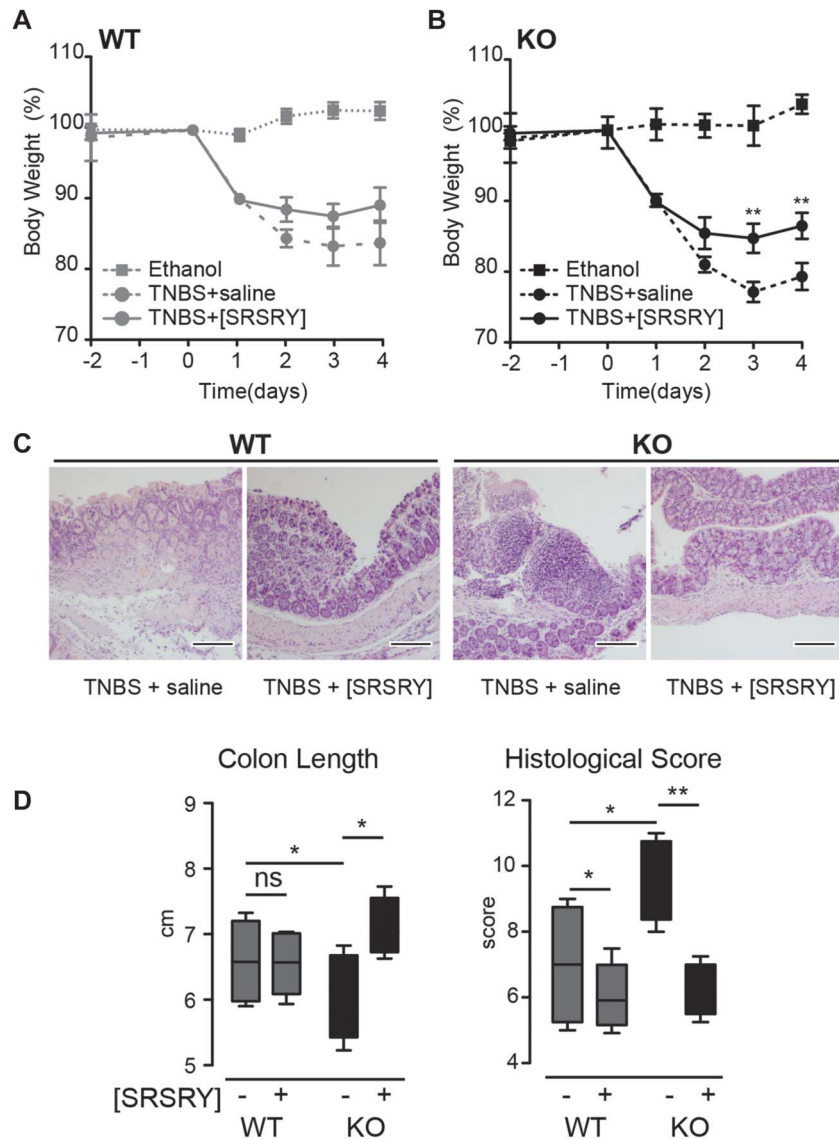 A
WT
Body Weight (%)
110
100
90
80
70
Ethanol
TNBS+saline
TNBS+[SRSRY]
-2 -1 0 1 2 3 4
Time(days)
B
KO
Body Weight (%)
110
100
90
80
70
** **
Ethanol
TNBS+saline
TNBS+[SRSRY]
-2 -1 0 1 2 3 4
Time(days)
C
WT KO
TNBS + saline TNBS + [SRSRY] TNBS + saline TNBS + [SRSRY]
D
Colon Length
cm
9
8
7
6
5
*
ns
*
[SRSRY] - + - +
WT KO
Histological Score
score
12
10
8
6
4
**
*
*
- + - +
WT KO